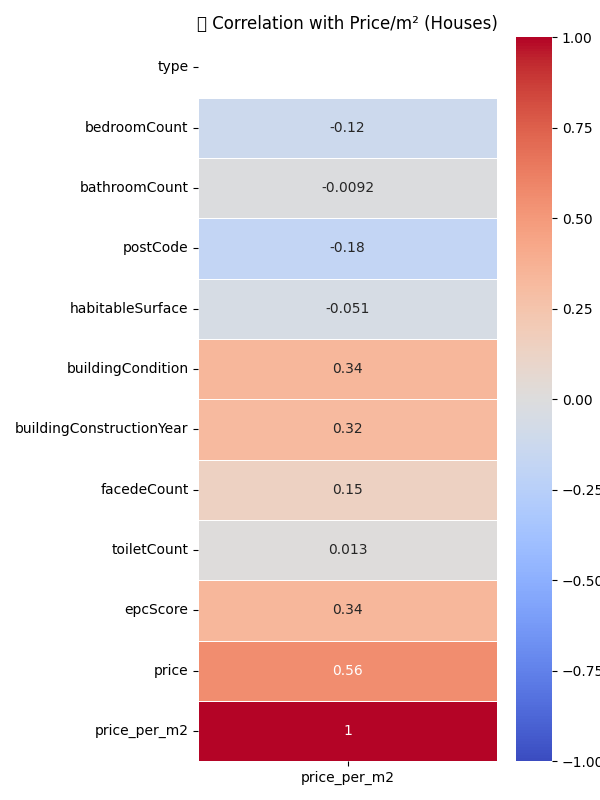 ▯ Correlation with Price/m² (Houses)
type
bedroomCount -0.12
bathroomCount -0.0092
postCode -0.18
habitableSurface -0.051
buildingCondition 0.34
buildingConstructionYear 0.32
facedeCount 0.15
toiletCount 0.013
epcScore 0.34
price 0.56
price_per_m2 1
price_per_m2
1.00
0.75
0.50
0.25
0.00
−0.25
−0.50
−0.75
−1.00